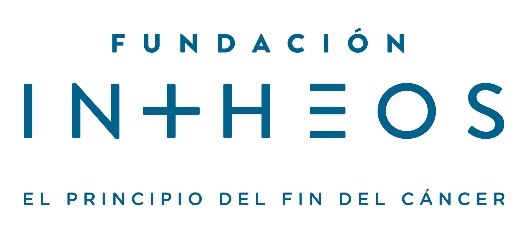 FUNDACIÓN
INTHEOS
EL PRINCIPIO DEL FIN DEL CÁNCER